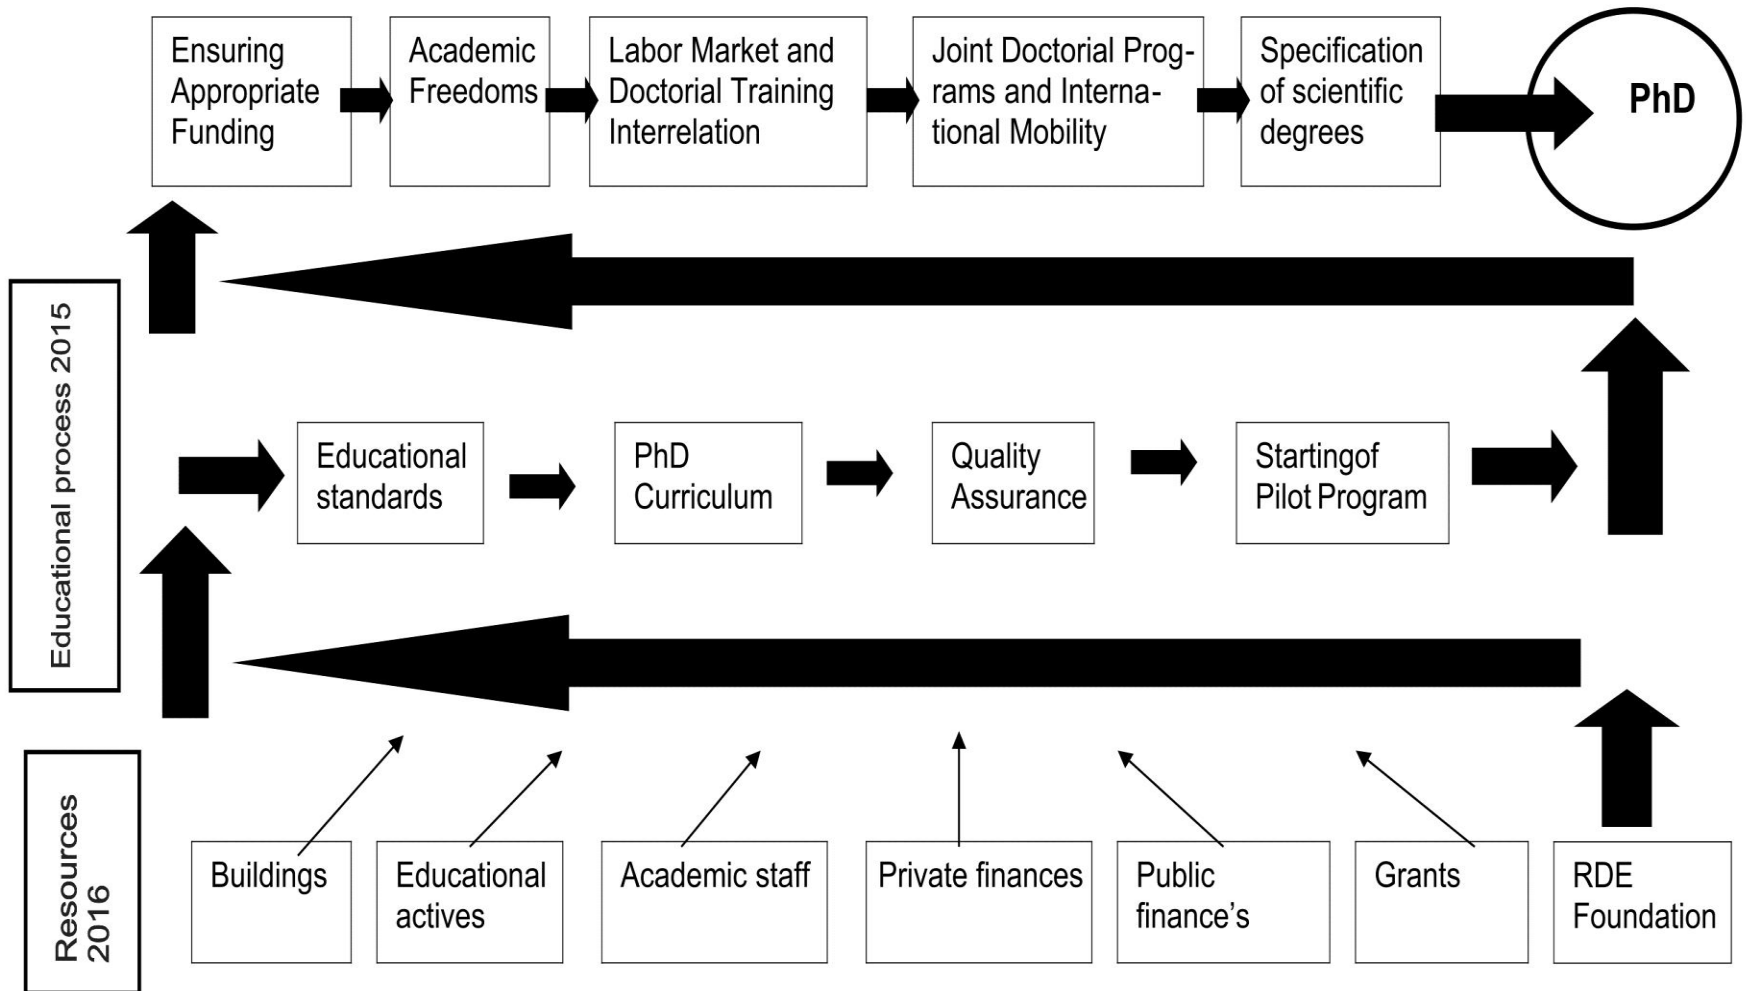 Ensuring
Appropriate
Funding
Academic
Freedoms
Labor Market and
Doctorial Training
Interrelation
Joint Doctorial Prog-
rams and Interna-
tional Mobility
Specification
of scientific
degrees
PhD
Educational process 2015
Educational
standards
PhD
Curriculum
Quality
Assurance
Startingof
Pilot Program
Resources
2016
Buildings
Educational
actives
Academic staff
Private finances
Public
finance’s
Grants
RDE
Foundation